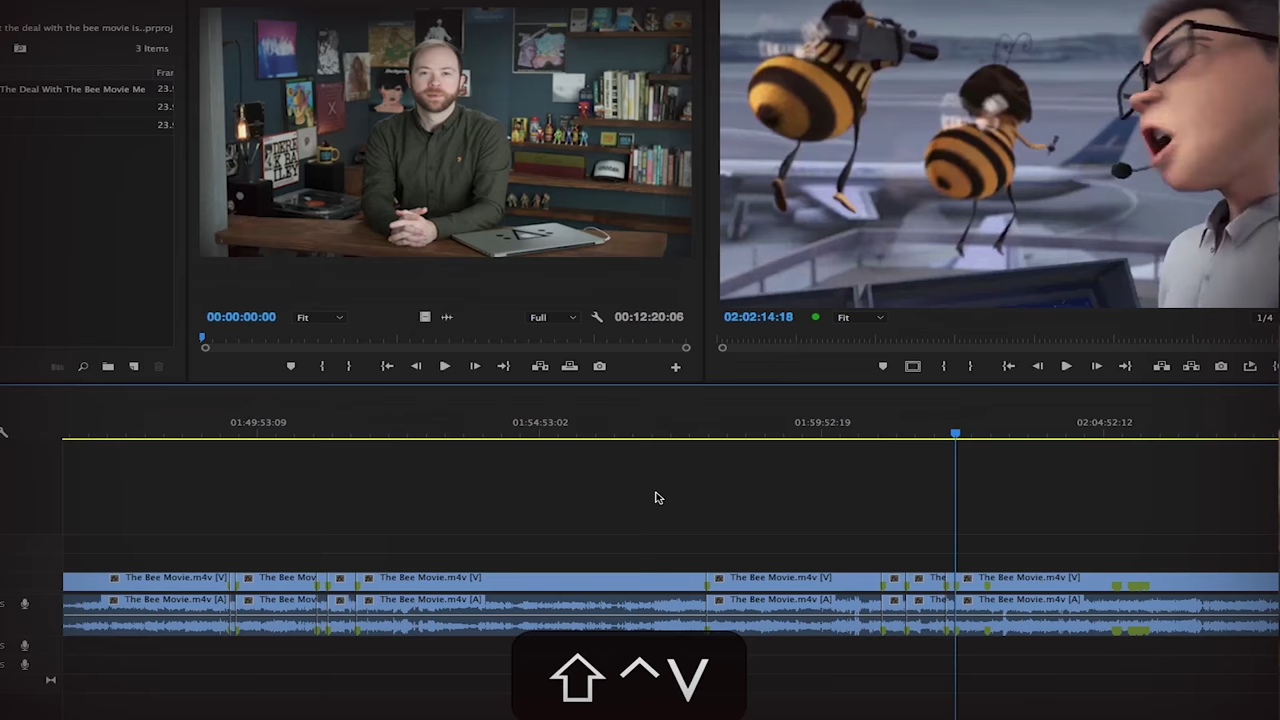 t the deal with the bee movie is..prproj
3 Items
Frar
The Deal With The Bee Movie Me 23.9
23.9
23.9
DERE
K BA
ILEY
00:00:00:00 Fit Full 00:12:20:06
02:02:14:18 Fit 1/4
01:49:53:09 01:54:53:02 01:59:52:19 02:04:52:12
The Bee Movie.m4v [V] The Bee Mov The Bee Movie.m4v [V] The Bee Movie.m4v [V] The The Bee Movie.m4v [V]
S The Bee Movie.m4v [A] The Bee Mov The Bee Movie.m4v [A] The Bee Movie.m4v [A] The The Bee Movie.m4v [A]
S
S
⇧ ^ V